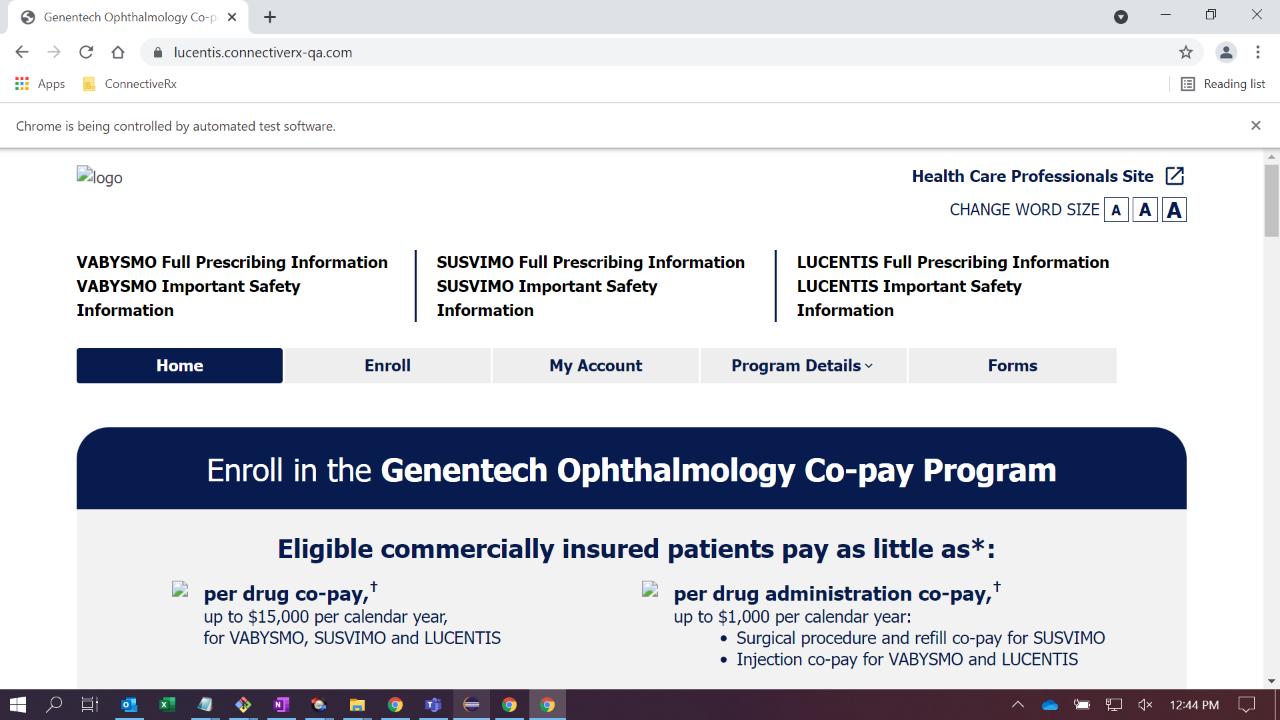 Genentech Ophthalmology Co-p
lucentis.connectiverx-qa.com
Apps
ConnectiveRx
Reading list
Chrome is being controlled by automated test software.
logo
Health Care Professionals Site
CHANGE WORD SIZE A A A
VABYSMO Full Prescribing Information
VABYSMO Important Safety
Information
SUSVIMO Full Prescribing Information
SUSVIMO Important Safety
Information
LUCENTIS Full Prescribing Information
LUCENTIS Important Safety
Information
Home
Enroll
My Account
Program Details
Forms
Enroll in the Genentech Ophthalmology Co-pay Program
Eligible commercially insured patients pay as little as*:
per drug co-pay,†
up to $15,000 per calendar year,
for VABYSMO, SUSVIMO and LUCENTIS
per drug administration co-pay,†
up to $1,000 per calendar year:
• Surgical procedure and refill co-pay for SUSVIMO
• Injection co-pay for VABYSMO and LUCENTIS
12:44 PM